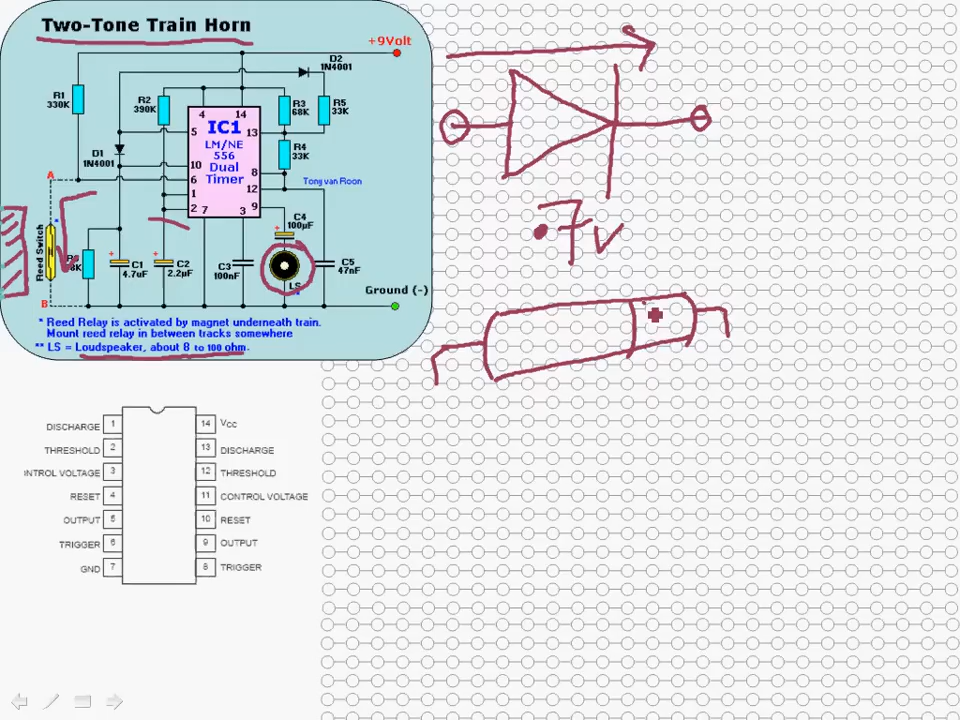 Two-Tone Train Horn
+9Volt
D2
1N4001
R1
330K
R2
390K
4
14
R3
68K
R5
33K
IC1
LM/NE
556
Dual
Timer
5
13
10
6
1
2
7
3
8
12
9
D1
1N4001
R4
33K
Tong van Roon
A
Reed Switch
*
B
C1
4.7uF
+
C2
2.2µF
+
C3
100nF
C4
100µF
+
LS
C5
47nF
Ground (-)
* Reed Relay is activated by magnet underneath train.
Mount reed relay in between tracks somewhere
** LS = Loudspeaker, about 8 to 100 ohm.
.7v
DISCHARGE 1
THRESHOLD 2
INTROL VOLTAGE 3
RESET 4
OUTPUT 5
TRIGGER 6
GND 7
14 Vcc
13 DISCHARGE
12 THRESHOLD
11 CONTROL VOLTAGE
10 RESET
9 OUTPUT
8 TRIGGER